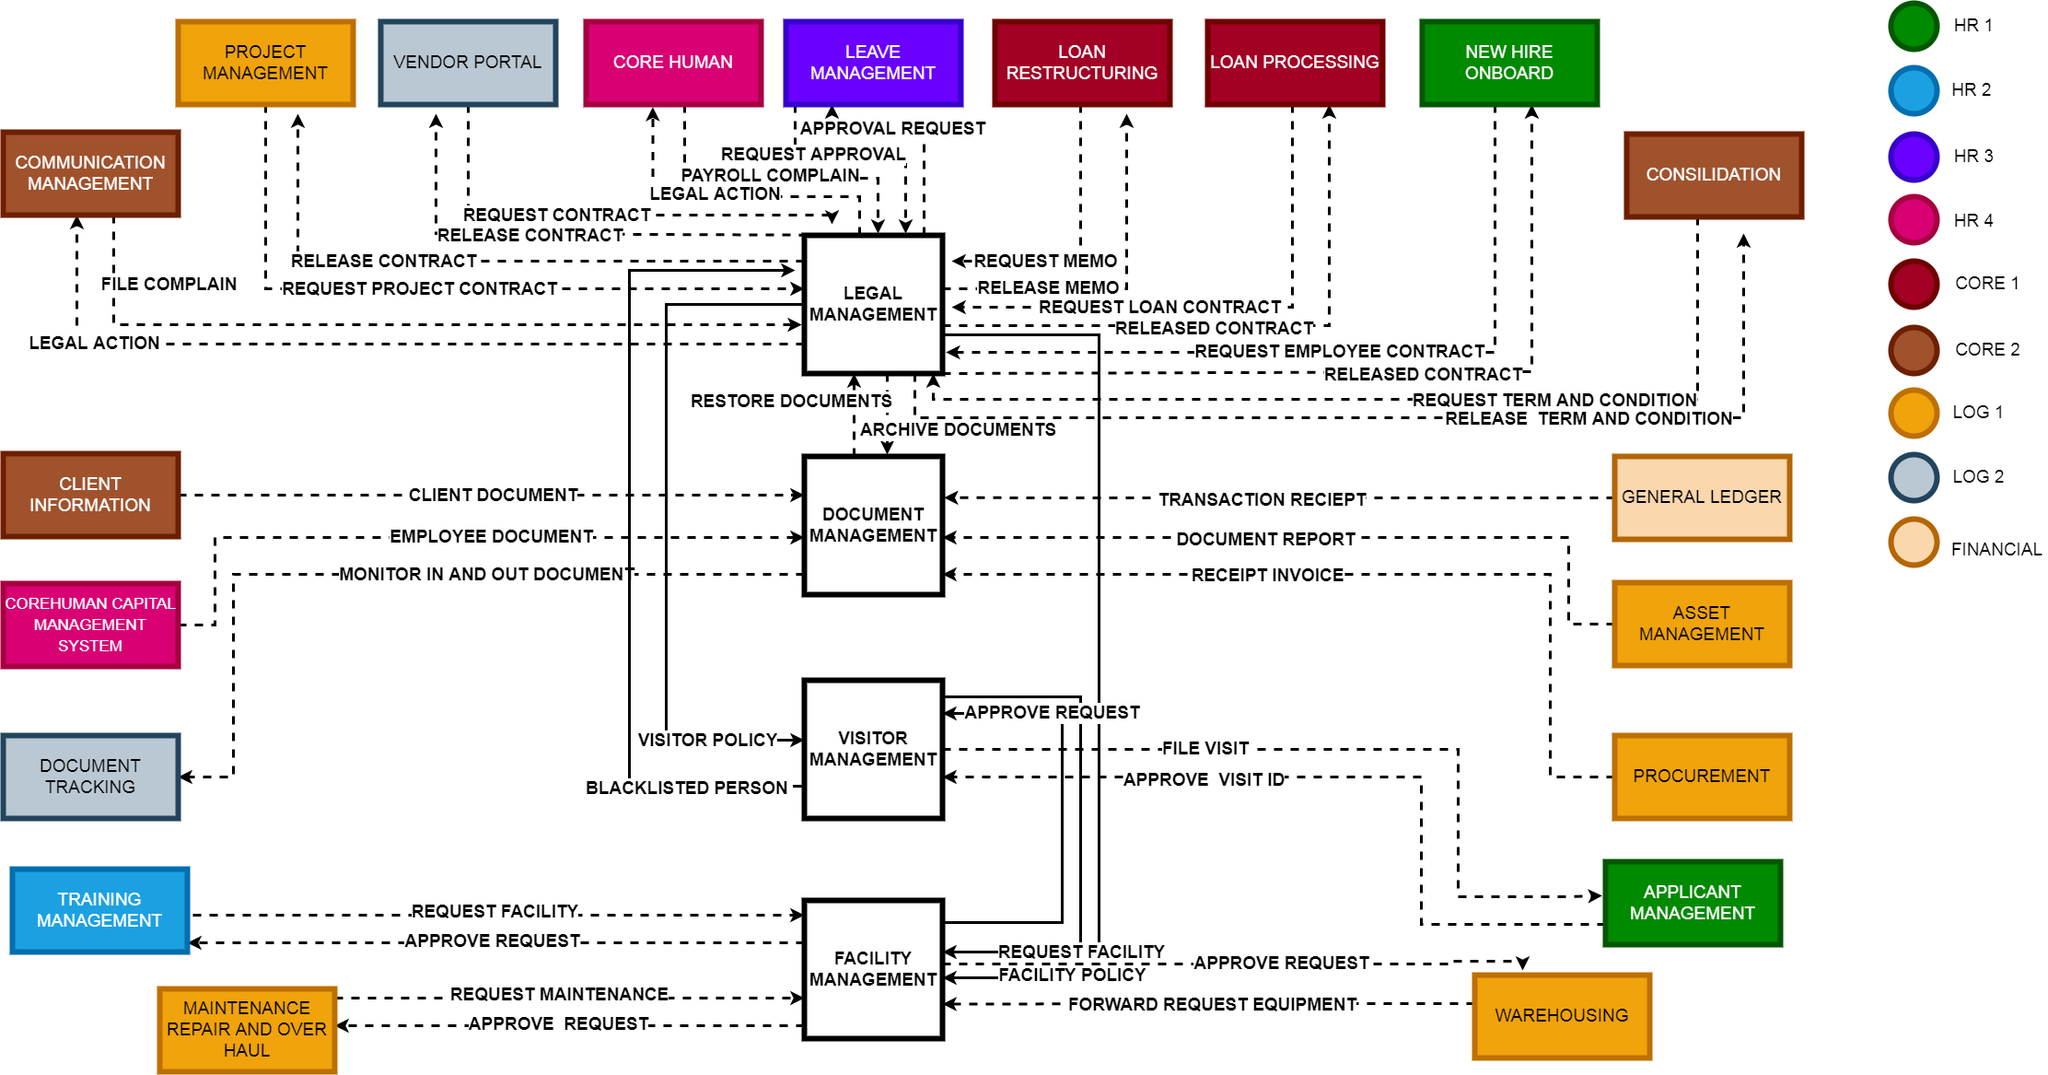 PROJECT
MANAGEMENT
VENDOR PORTAL
CORE HUMAN
LEAVE
MANAGEMENT
LOAN
RESTRUCTURING
LOAN PROCESSING
NEW HIRE
ONBOARD
HR 1
HR 2
HR 3
HR 4
CORE 1
CORE 2
LOG 1
LOG 2
FINANCIAL
COMMUNICATION
MANAGEMENT
CONSILIDATION
APPROVAL REQUEST
REQUEST APPROVAL
PAYROLL COMPLAIN
LEGAL ACTION
REQUEST CONTRACT
RELEASE CONTRACT
RELEASE CONTRACT
REQUEST PROJECT CONTRACT
FILE COMPLAIN
LEGAL ACTION
LEGAL
MANAGEMENT
REQUEST MEMO
RELEASE MEMO
REQUEST LOAN CONTRACT
RELEASED CONTRACT
REQUEST EMPLOYEE CONTRACT
RELEASED CONTRACT
REQUEST TERM AND CONDITION
RELEASE  TERM AND CONDITION
RESTORE DOCUMENTS
ARCHIVE DOCUMENTS
CLIENT
INFORMATION
CLIENT DOCUMENT
EMPLOYEE DOCUMENT
MONITOR IN AND OUT DOCUMENT
DOCUMENT
MANAGEMENT
TRANSACTION RECIEPT
DOCUMENT REPORT
RECEIPT INVOICE
GENERAL LEDGER
COREHUMAN CAPITAL
MANAGEMENT
SYSTEM
ASSET
MANAGEMENT
DOCUMENT
TRACKING
VISITOR POLICY
BLACKLISTED PERSON
VISITOR
MANAGEMENT
APPROVE REQUEST
FILE VISIT
APPROVE  VISIT ID
PROCUREMENT
TRAINING
MANAGEMENT
REQUEST FACILITY
APPROVE REQUEST
APPLICANT
MANAGEMENT
FACILITY
MANAGEMENT
REQUEST FACILITY
APPROVE REQUEST
FACILITY POLICY
FORWARD REQUEST EQUIPMENT
MAINTENANCE
REPAIR AND OVER
HAUL
REQUEST MAINTENANCE
APPROVE  REQUEST
WAREHOUSING